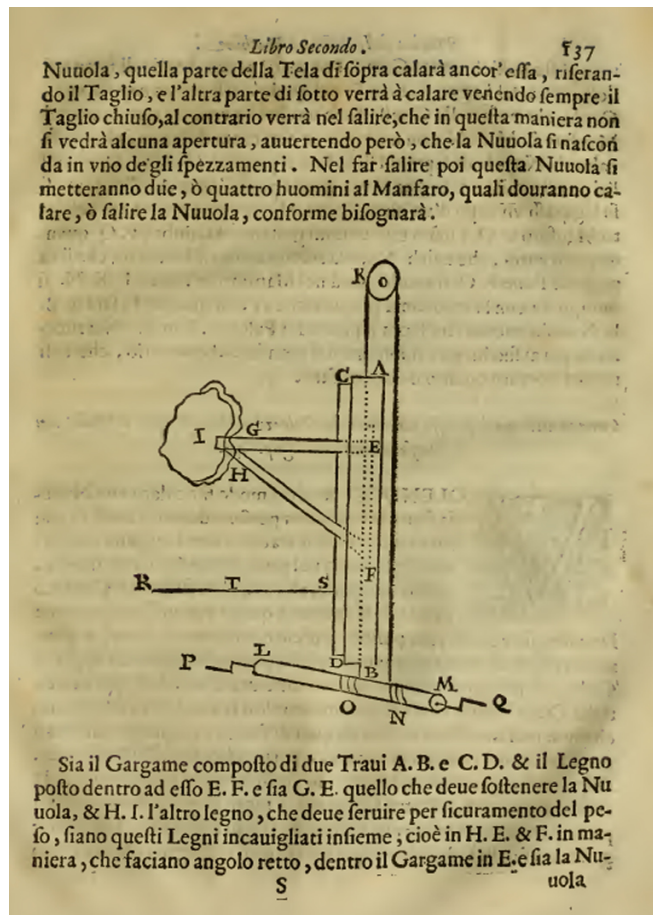 Libro Secondo. 137
Nuuola, quella parte della Tela di ſopra calarà ancor' eſſa, riſeran-
do il Taglio, e l'altra parte di ſotto verrà à calare venendo ſempre il
Taglio chiuſo, al contrario verrà nel ſalire, che in queſta maniera non
ſi vedrà alcuna apertura, auuertendo però, che la Nuuola ſi naſcon
da in vno de gli ſpezzamenti. Nel far ſalire poi queſta Nuuola ſi
metteranno due, ò quattro huomini al Manfaro, quali douranno ca-
lare, ò ſalire la Nuuola, conforme biſognarà.
K
C A
I G E
H
F
R T S
P L D B M
O N Q
Sia il Gargame compoſto di due Traui A. B. e C. D. & il Legno
poſto dentro ad eſſo E. F. e ſia G. E. quello che deue ſoſtenere la Nu
uola, & H. I. l'altro legno, che deue ſeruire per ſicuramento del pe-
ſo, ſiano queſti Legni incauigliati inſieme, cioè in H. E. & F. in ma-
niera, che faciano angolo retto, dentro il Gargame in E. e ſia la Nu-
S uola